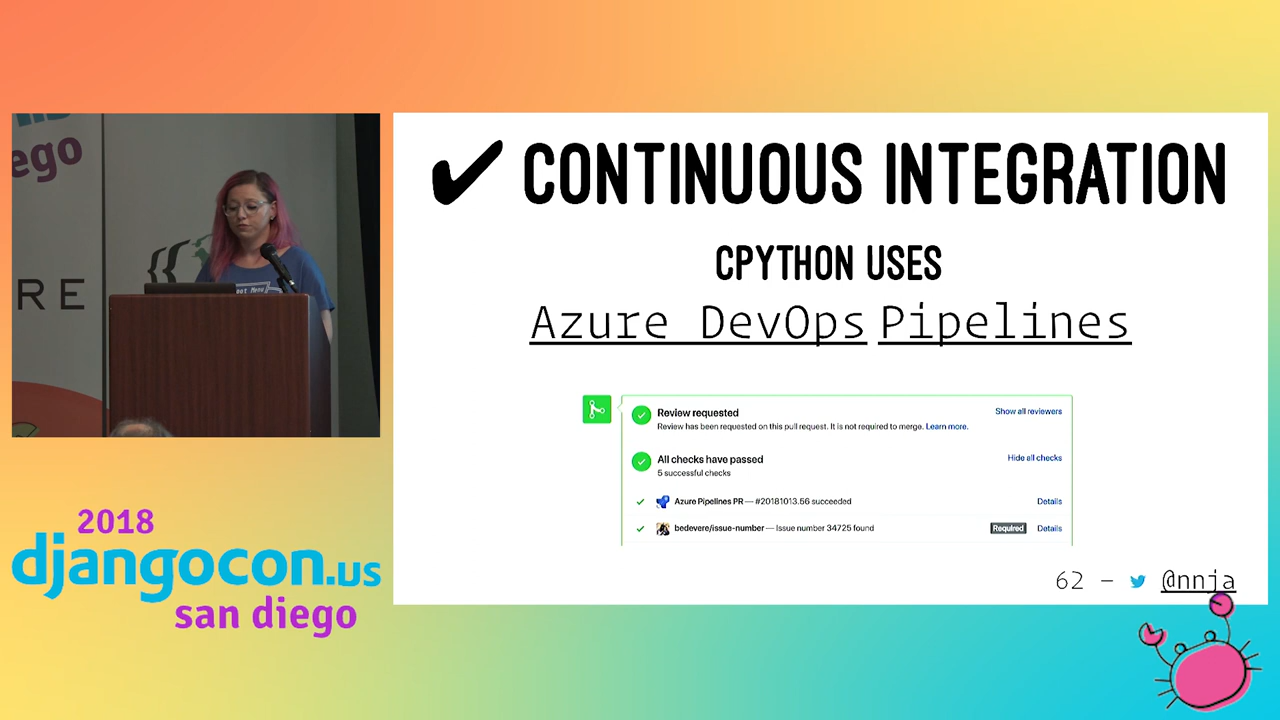 ego
RE
✔ CONTINUOUS INTEGRATION
CPYTHON USES
Azure DevOps Pipelines
Review requested
Show all reviewers
Review has been requested on this pull request. It is not required to merge. Learn more.
All checks have passed
Hide all checks
5 successful checks
Azure Pipelines PR — #20181013.56 succeeded
Details
bedevere/issue-number — Issue number 34725 found
Required
Details
62 – @nnja
2018
djangocon.us
san diego